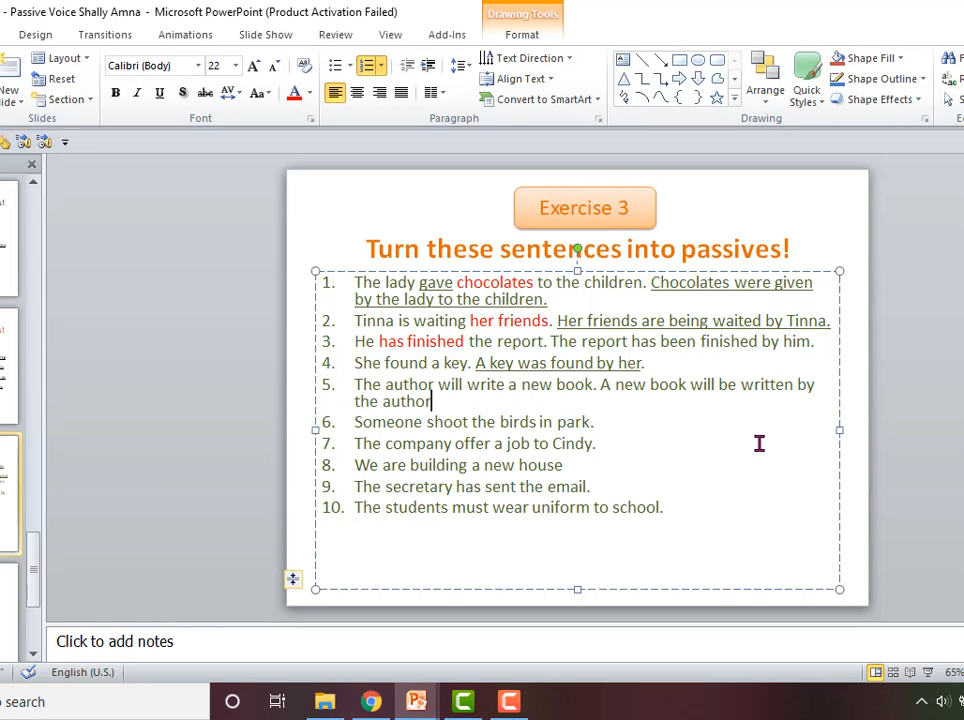 - Passive Voice Shally Amna - Microsoft PowerPoint (Product Activation Failed)
Drawing Tools
Design Transitions Animations Slide Show Review View Add-Ins Format
Layout
Reset
Section
New
Slide
Slides
Calibri (Body) 22
B I U S abc AV Aa A
Font
Text Direction
Align Text
Convert to SmartArt
Paragraph
Arrange
Quick
Styles
Shape Fill
Shape Outline
Shape Effects
Drawing
Exercise 3
Turn these sentences into passives!
1. The lady gave chocolates to the children. Chocolates were given
by the lady to the children.
2. Tinna is waiting her friends. Her friends are being waited by Tinna.
3. He has finished the report. The report has been finished by him.
4. She found a key. A key was found by her.
5. The author will write a new book. A new book will be written by
the author
6. Someone shoot the birds in park.
7. The company offer a job to Cindy.
8. We are building a new house
9. The secretary has sent the email.
10. The students must wear uniform to school.
Click to add notes
English (U.S.)
65%
o search